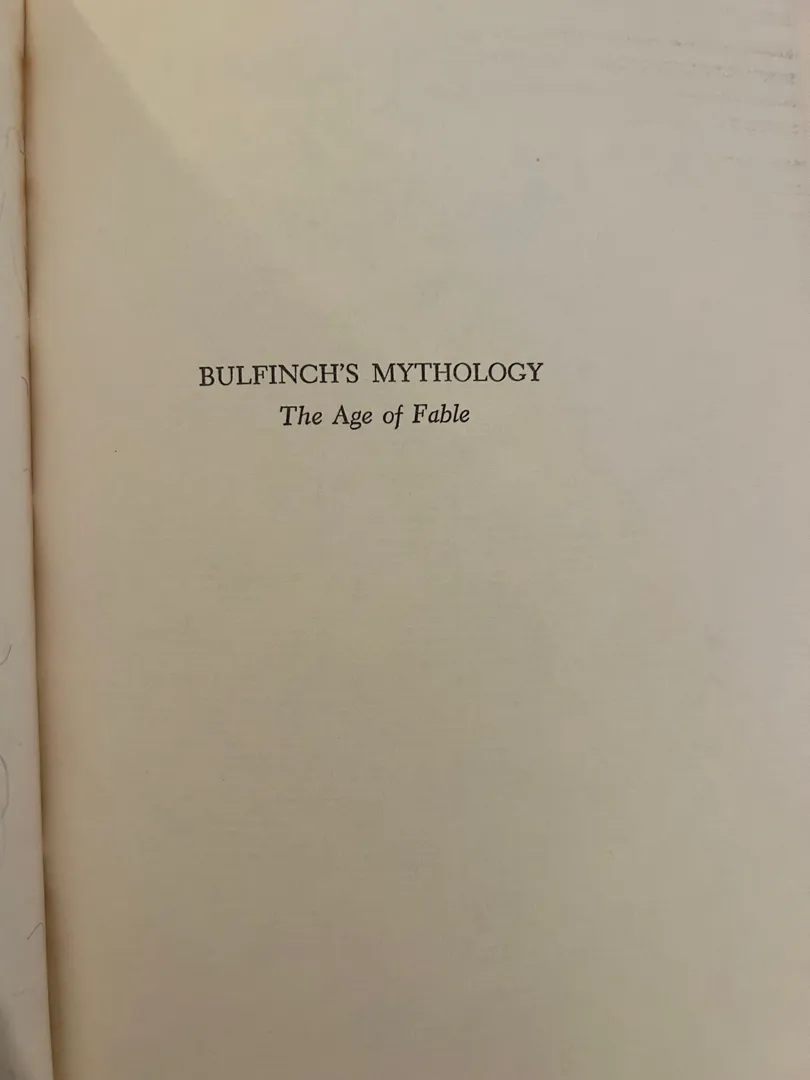 BULFINCH'S MYTHOLOGY
The Age of Fable